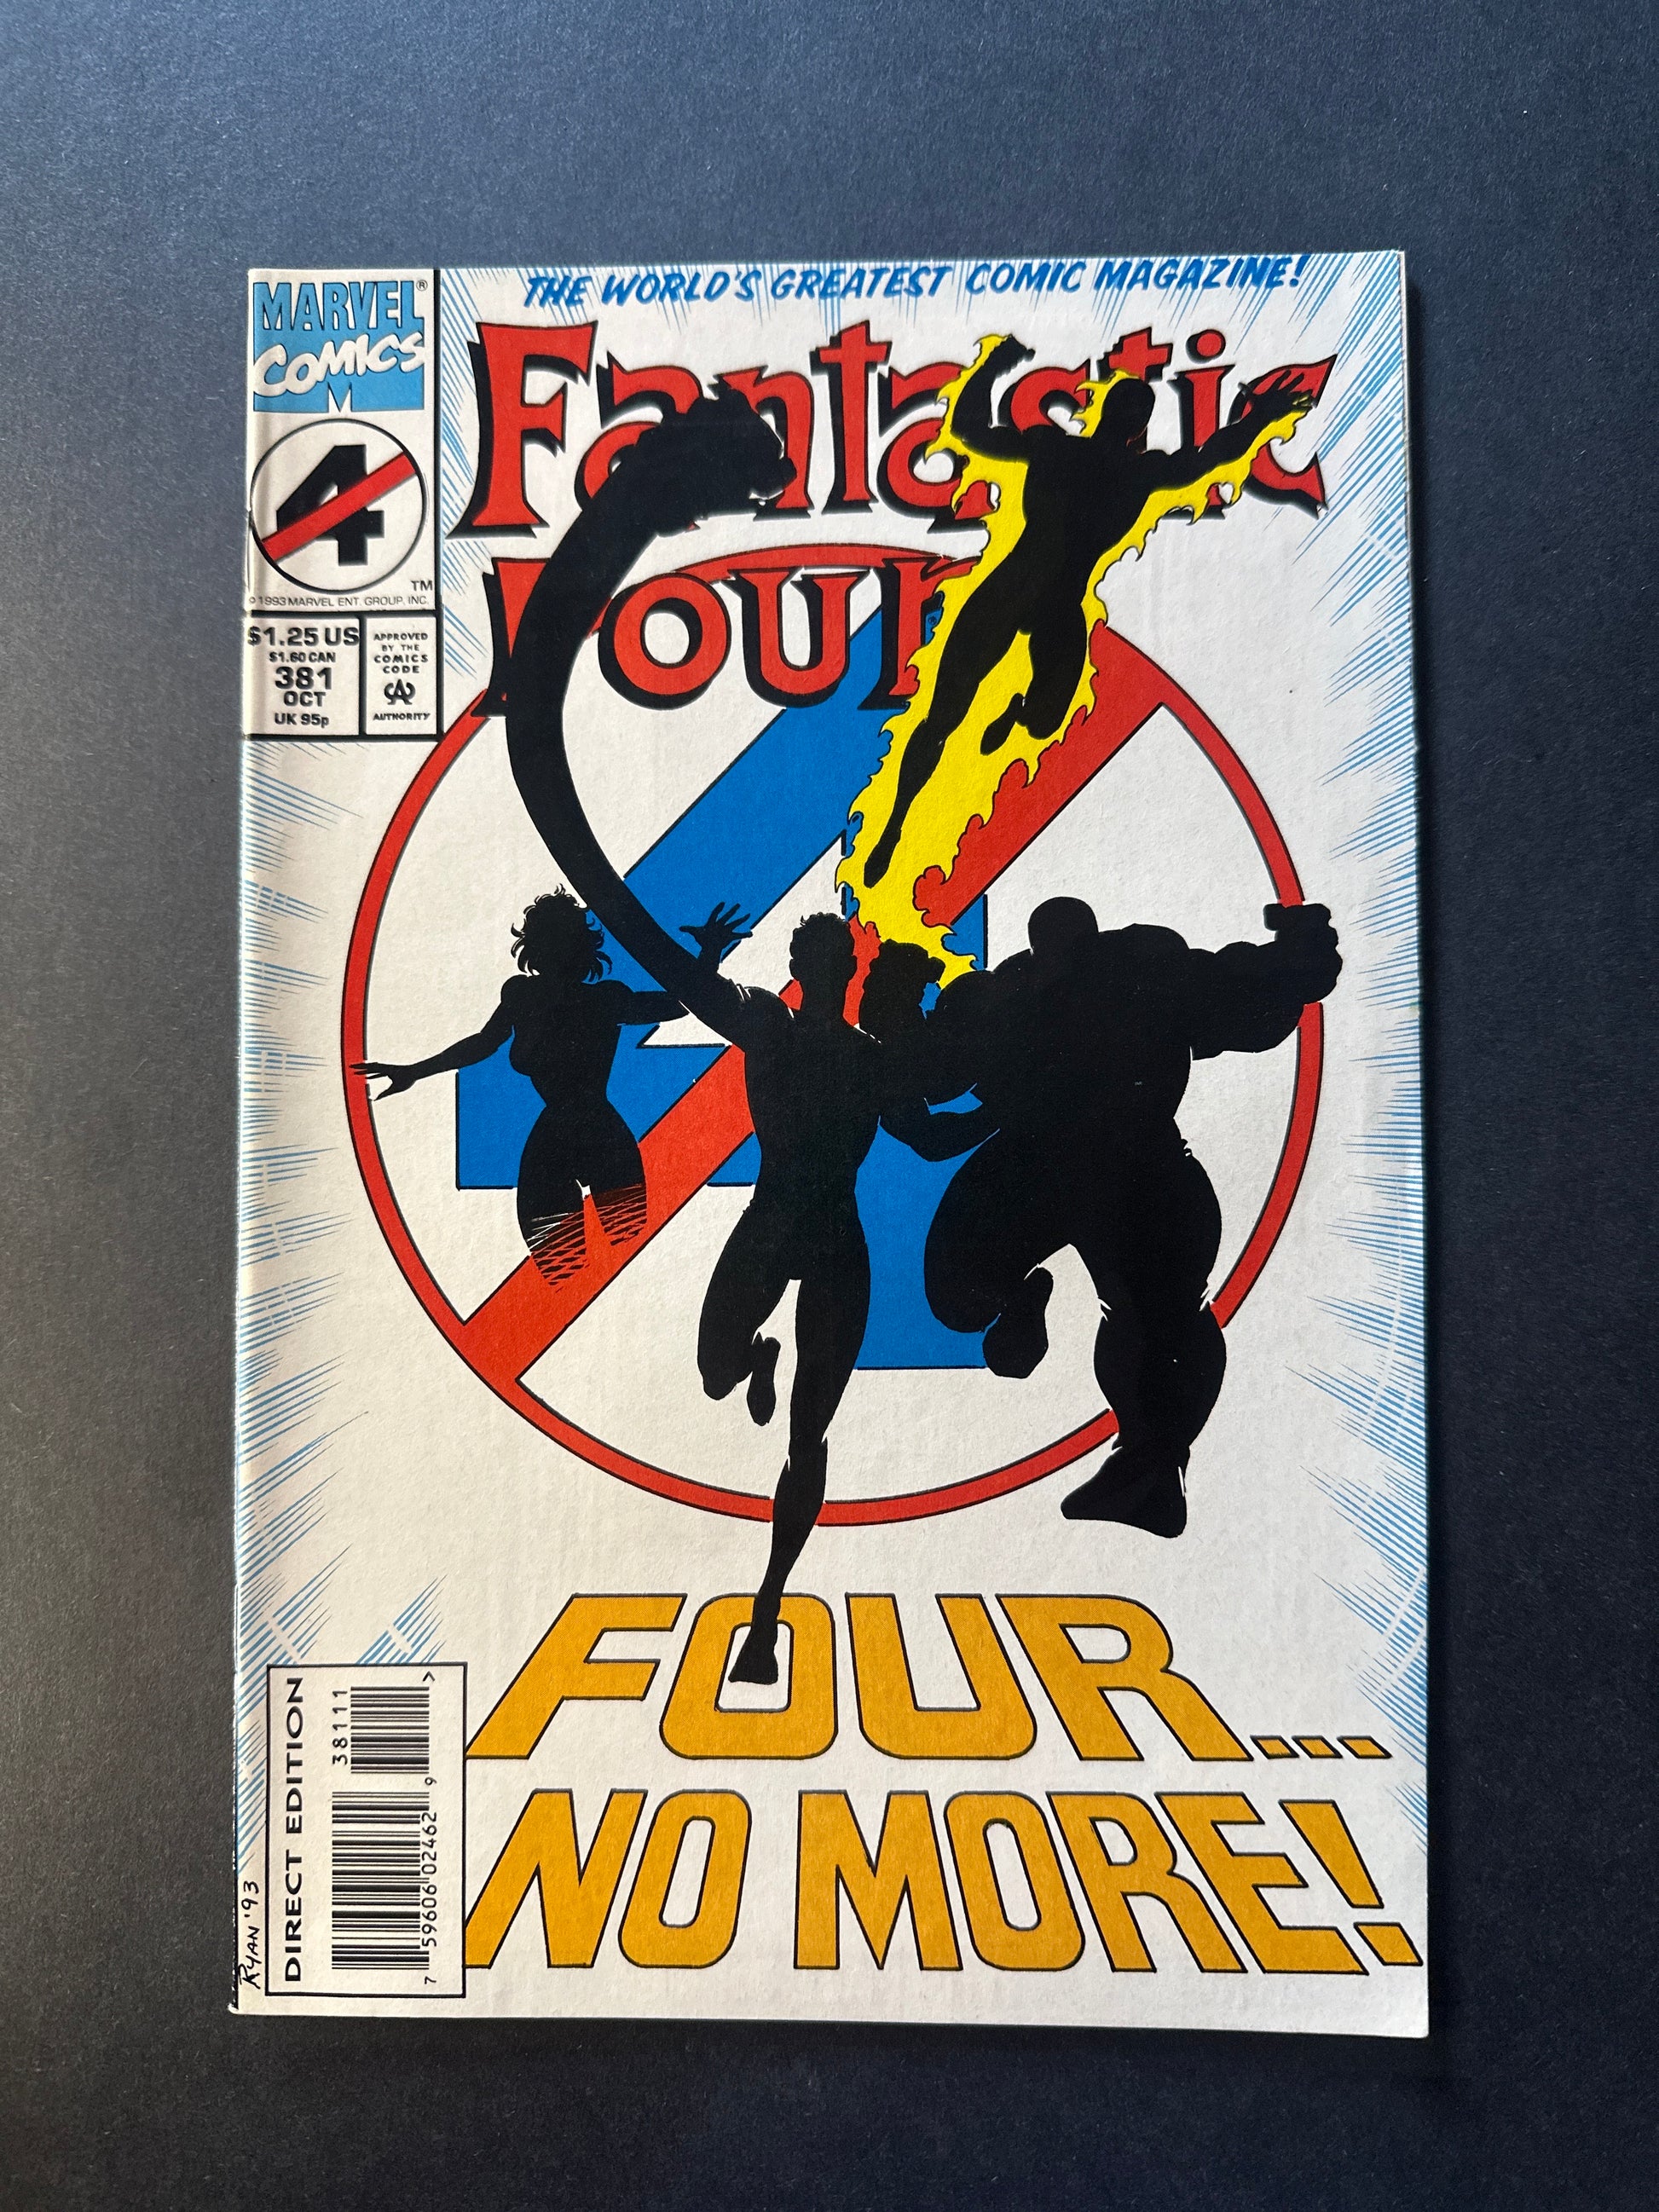 THE WORLD'S GREATEST COMIC MAGAZINE!
MARVEL®
COMICS
M
4
TM
© 1993 MARVEL ENT. GROUP, INC.
$1.25 US
$1.60 CAN
381
OCT
UK 95p
APPROVED
BY THE
COMICS
CODE
CA
AUTHORITY
Fantastic
Four®
4
FOUR...
NO MORE!
DIRECT EDITION
38111
7 59606 02462 9 >
RYAN '93